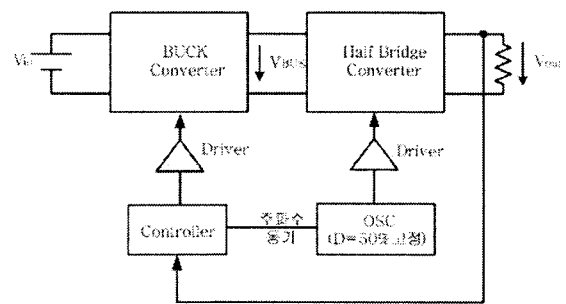 BUCK
Converter
Half Bridge
Converter
Vin
VBUS
Vout
Driver
Driver
Controller
주파수
동기
OSC
(D=50% 고정)